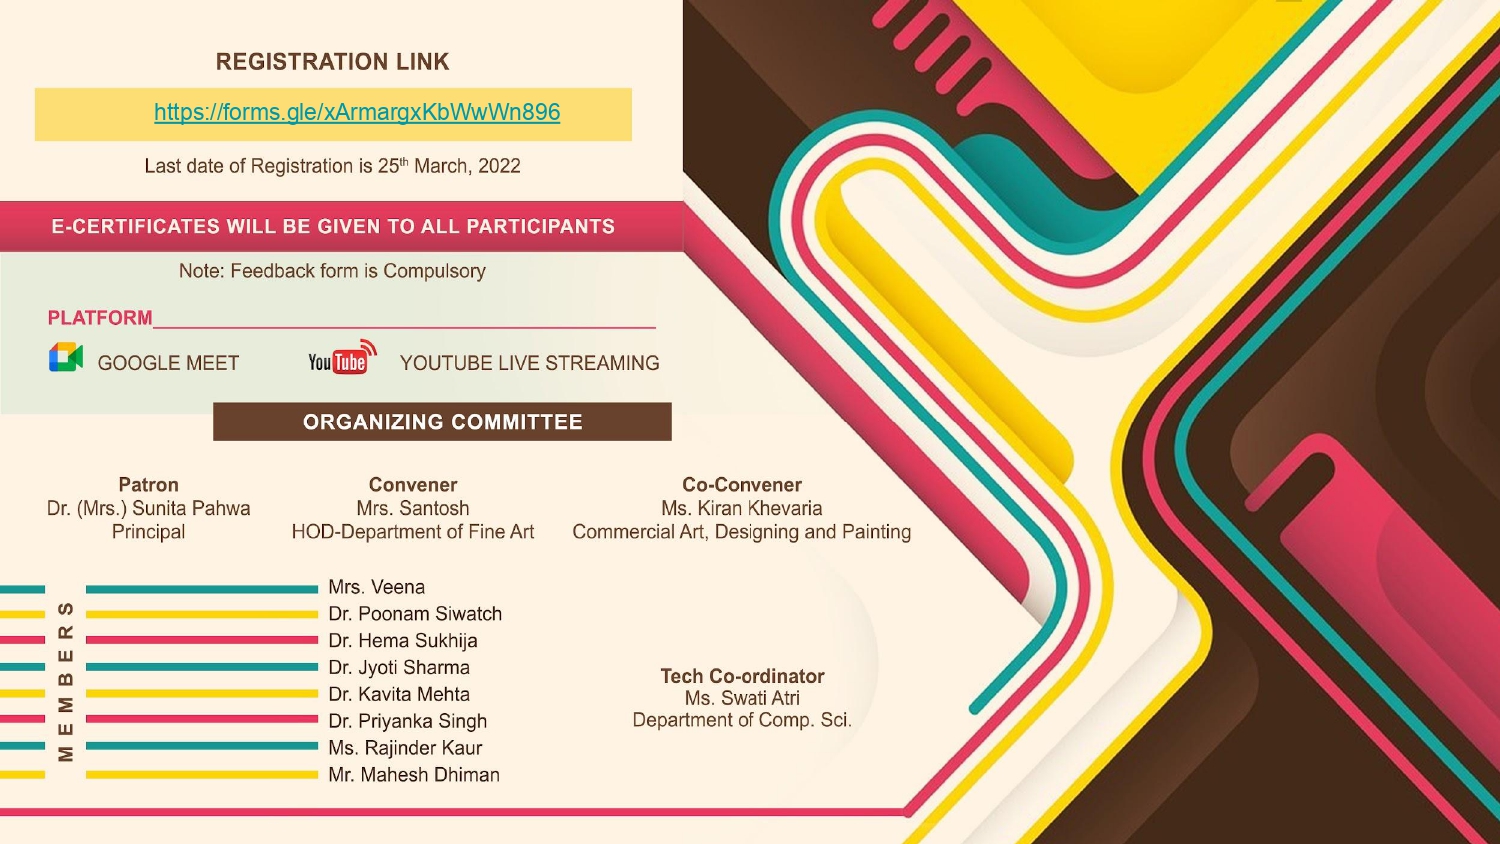 REGISTRATION LINK
https://forms.gle/xArmargxKbWwWn896
Last date of Registration is 25th March, 2022
E-CERTIFICATES WILL BE GIVEN TO ALL PARTICIPANTS
Note: Feedback form is Compulsory
PLATFORM
GOOGLE MEET
YouTube
YOUTUBE LIVE STREAMING
ORGANIZING COMMITTEE
Patron
Dr. (Mrs.) Sunita Pahwa
Principal
Convener
Mrs. Santosh
HOD-Department of Fine Art
Co-Convener
Ms. Kiran Khevaria
Commercial Art, Designing and Painting
MEMBERS
Mrs. Veena
Dr. Poonam Siwatch
Dr. Hema Sukhija
Dr. Jyoti Sharma
Dr. Kavita Mehta
Dr. Priyanka Singh
Ms. Rajinder Kaur
Mr. Mahesh Dhiman
Tech Co-ordinator
Ms. Swati Atri
Department of Comp. Sci.